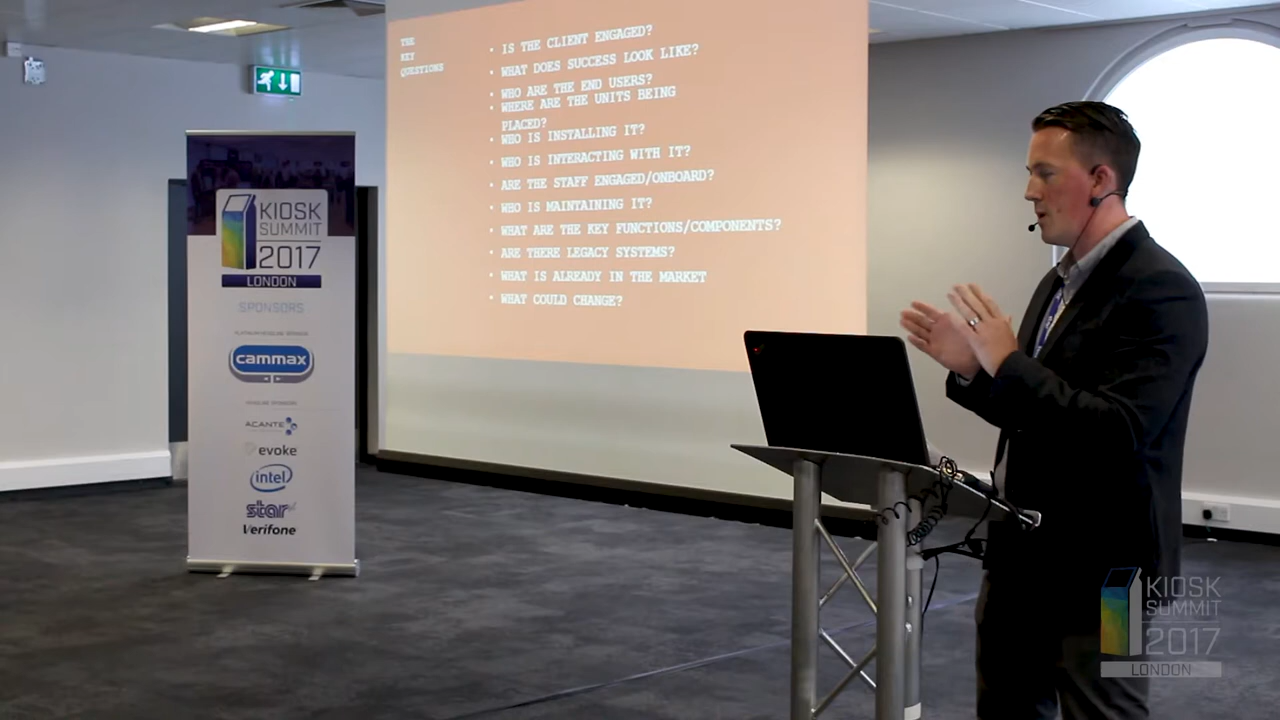 THE
KEY
QUESTIONS
• IS THE CLIENT ENGAGED?
• WHAT DOES SUCCESS LOOK LIKE?
• WHO ARE THE END USERS?
• WHERE ARE THE UNITS BEING
PLACED?
• WHO IS INSTALLING IT?
• WHO IS INTERACTING WITH IT?
• ARE THE STAFF ENGAGED/ONBOARD?
• WHO IS MAINTAINING IT?
• WHAT ARE THE KEY FUNCTIONS/COMPONENTS?
• ARE THERE LEGACY SYSTEMS?
• WHAT IS ALREADY IN THE MARKET
• WHAT COULD CHANGE?
KIOSK
SUMMIT
2017
LONDON
SPONSORS
cammax
ACANTE
evoke
intel
star
Verifone
KIOSK
SUMMIT
2017
LONDON